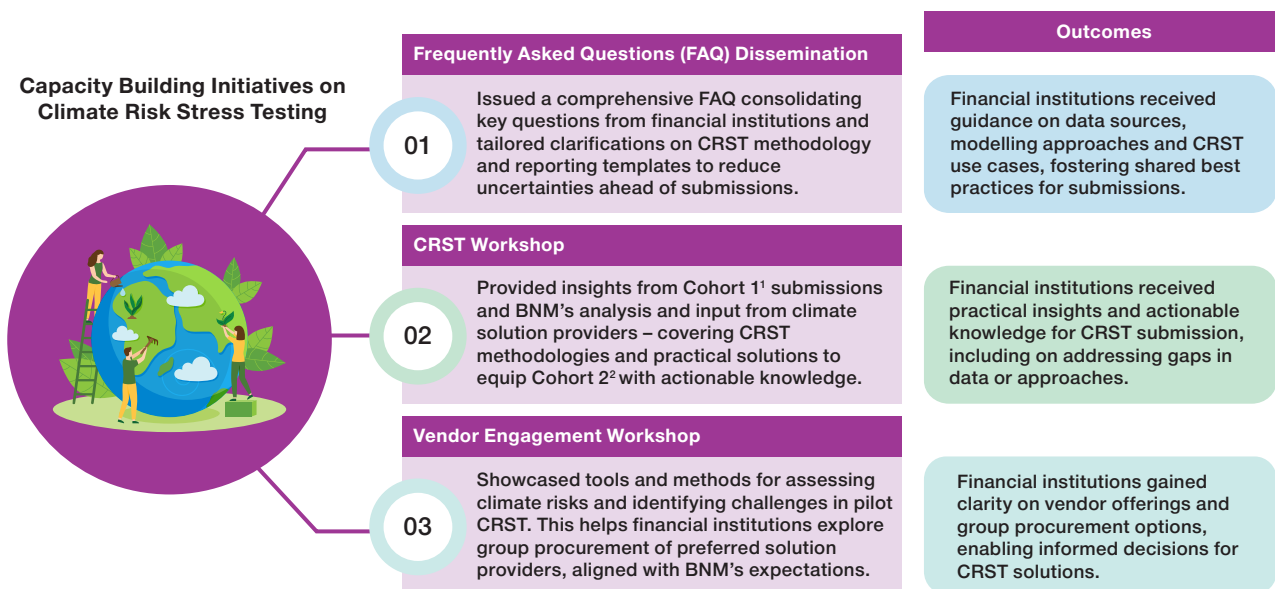 Capacity Building Initiatives on
Climate Risk Stress Testing
Frequently Asked Questions (FAQ) Dissemination
01
Issued a comprehensive FAQ consolidating
key questions from financial institutions and
tailored clarifications on CRST methodology
and reporting templates to reduce
uncertainties ahead of submissions.
Outcomes
Financial institutions received
guidance on data sources,
modelling approaches and CRST
use cases, fostering shared best
practices for submissions.
CRST Workshop
02
Provided insights from Cohort 1¹ submissions
and BNM’s analysis and input from climate
solution providers – covering CRST
methodologies and practical solutions to
equip Cohort 2² with actionable knowledge.
Financial institutions received
practical insights and actionable
knowledge for CRST submission,
including on addressing gaps in
data or approaches.
Vendor Engagement Workshop
03
Showcased tools and methods for assessing
climate risks and identifying challenges in pilot
CRST. This helps financial institutions explore
group procurement of preferred solution
providers, aligned with BNM’s expectations.
Financial institutions gained
clarity on vendor offerings and
group procurement options,
enabling informed decisions for
CRST solutions.